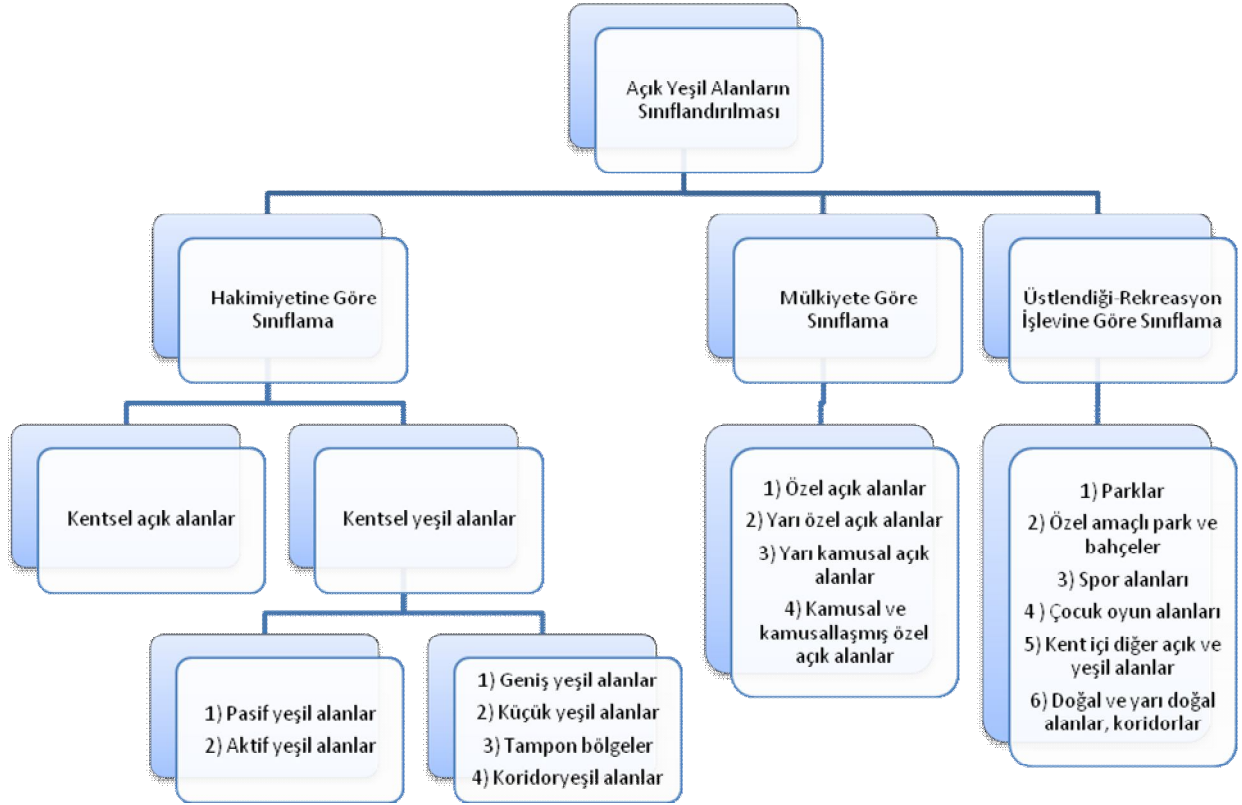 Açık Yeşil Alanların
Sınıflandırılması
Hakimiyetine Göre
Sınıflama
Mülkiyete Göre
Sınıflama
Üstlendiği-Rekreasyon
İşlevine Göre Sınıflama
Kentsel açık alanlar
Kentsel yeşil alanlar
1) Özel açık alanlar
2) Yarı özel açık alanlar
3) Yarı kamusal açık
alanlar
4) Kamusal ve
kamusallaşmış özel
açık alanlar
1) Parklar
2) Özel amaçlı park ve
bahçeler
3) Spor alanları
4) Çocuk oyun alanları
5) Kent içi diğer açık ve
yeşil alanlar
6) Doğal ve yarı doğal
alanlar, koridorlar
1) Pasif yeşil alanlar
2) Aktif yeşil alanlar
1) Geniş yeşil alanlar
2) Küçük yeşil alanlar
3) Tampon bölgeler
4) Koridoryeşil alanlar